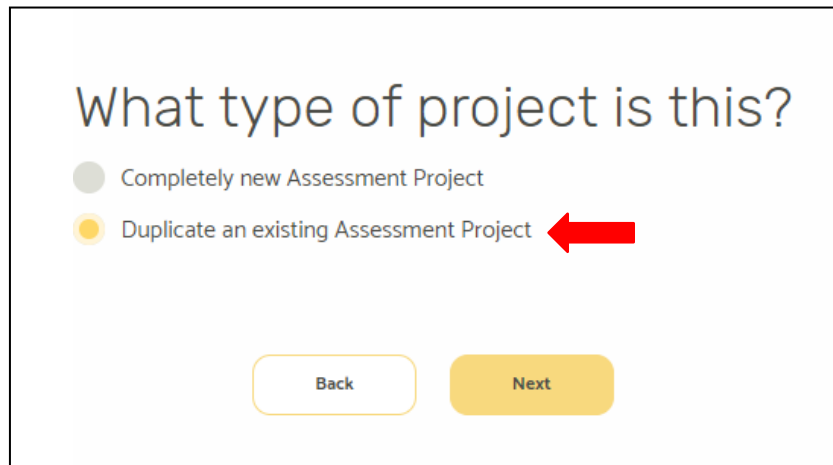 What type of project is this?
Completely new Assessment Project
Duplicate an existing Assessment Project
Back Next